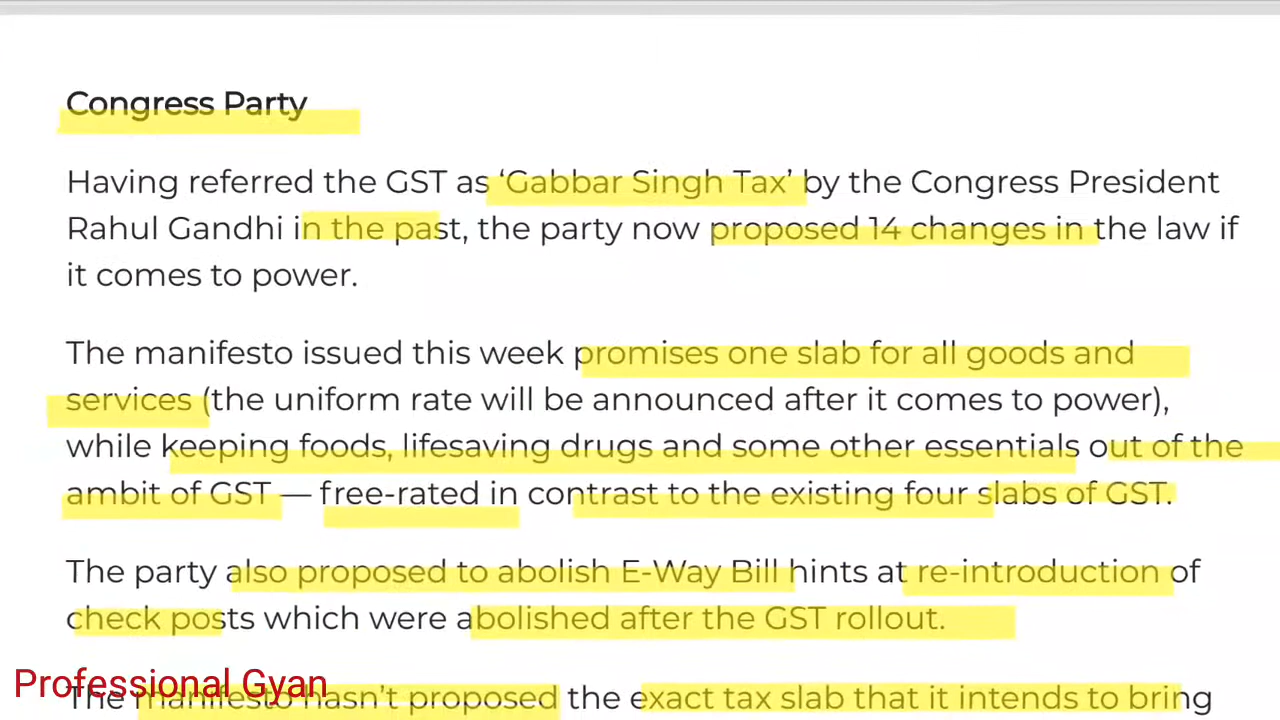 Congress Party
Having referred the GST as ‘Gabbar Singh Tax’ by the Congress President
Rahul Gandhi in the past, the party now proposed 14 changes in the law if
it comes to power.
The manifesto issued this week promises one slab for all goods and
services (the uniform rate will be announced after it comes to power),
while keeping foods, lifesaving drugs and some other essentials out of the
ambit of GST — free-rated in contrast to the existing four slabs of GST.
The party also proposed to abolish E-Way Bill hints at re-introduction of
check posts which were abolished after the GST rollout.
The manifesto hasn’t proposed the exact tax slab that it intends to bring
Professional Gyan